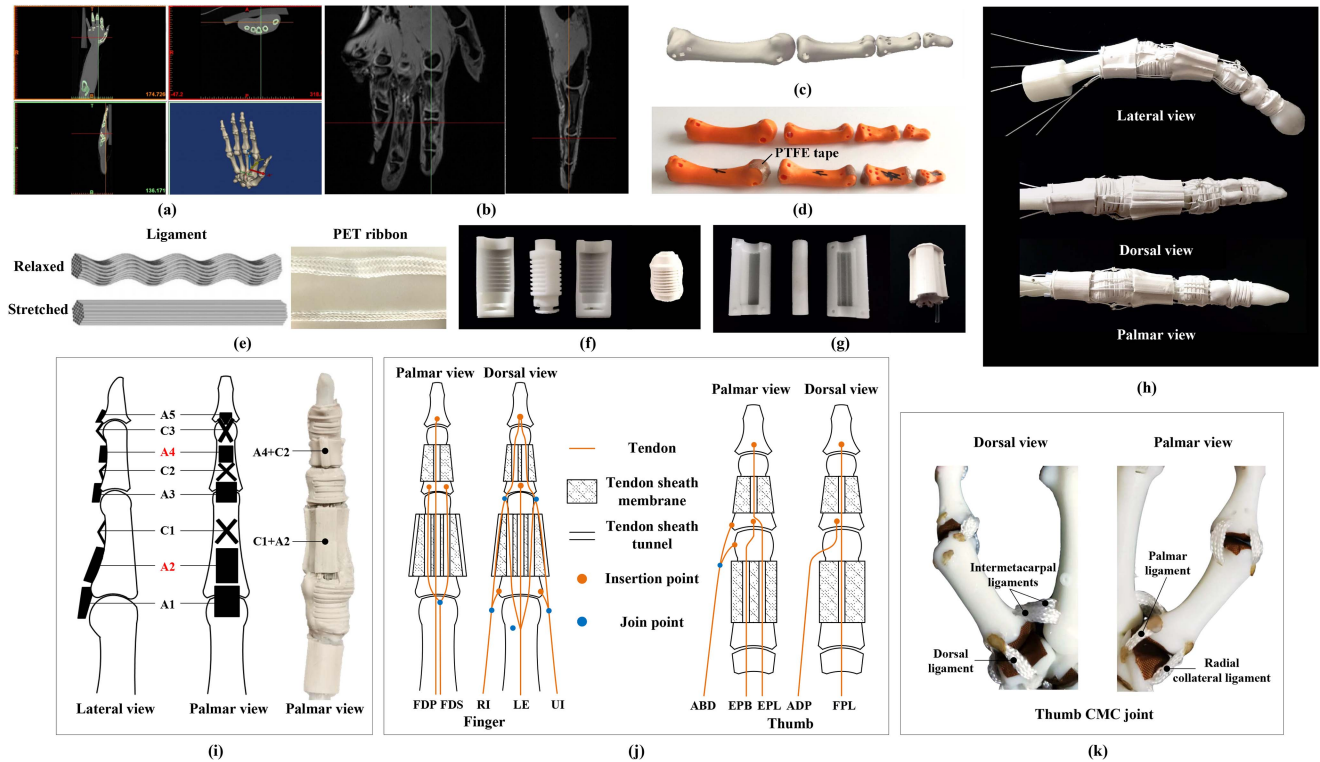 174.726
-47.2
318.
136.171
(a)
(b)
(c)
PTFE tape
(d)
Ligament
PET ribbon
Relaxed
Stretched
(e)
(f)
(g)
Lateral view
Dorsal view
Palmar view
(h)
A5
C3
A4
C2
A3
C1
A2
A1
A4+C2
C1+A2
Lateral view
Palmar view
Palmar view
(i)
Palmar view
Dorsal view
FDP
FDS
RI
LE
UI
Finger
Tendon
Tendon sheath
membrane
Tendon sheath
tunnel
Insertion point
Join point
Palmar view
Dorsal view
ABD
EPB
EPL
ADP
FPL
Thumb
(j)
Dorsal view
Palmar view
Intermetacarpal
ligaments
Palmar
ligament
Dorsal
ligament
Radial
collateral ligament
Thumb CMC joint
(k)